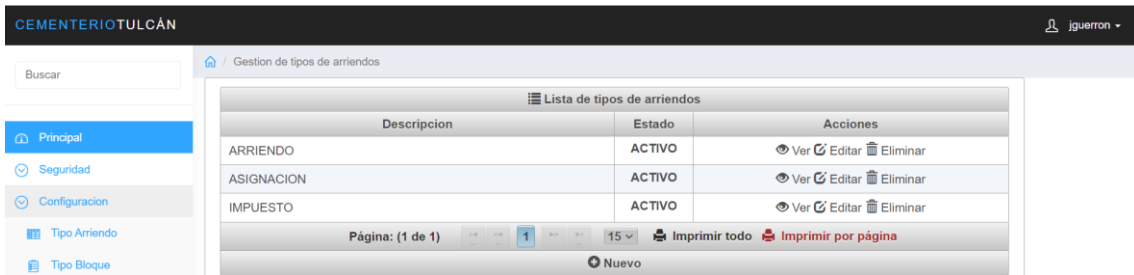 CEMENTERIOTULCÁN
jguerron
Buscar
Gestion de tipos de arriendos
Principal
Seguridad
Configuracion
Tipo Arriendo
Tipo Bloque
Lista de tipos de arriendos
Descripcion Estado Acciones
ARRIENDO ACTIVO Ver Editar Eliminar
ASIGNACION ACTIVO Ver Editar Eliminar
IMPUESTO ACTIVO Ver Editar Eliminar
Página: (1 de 1) 1 15 Imprimir todo Imprimir por página
Nuevo